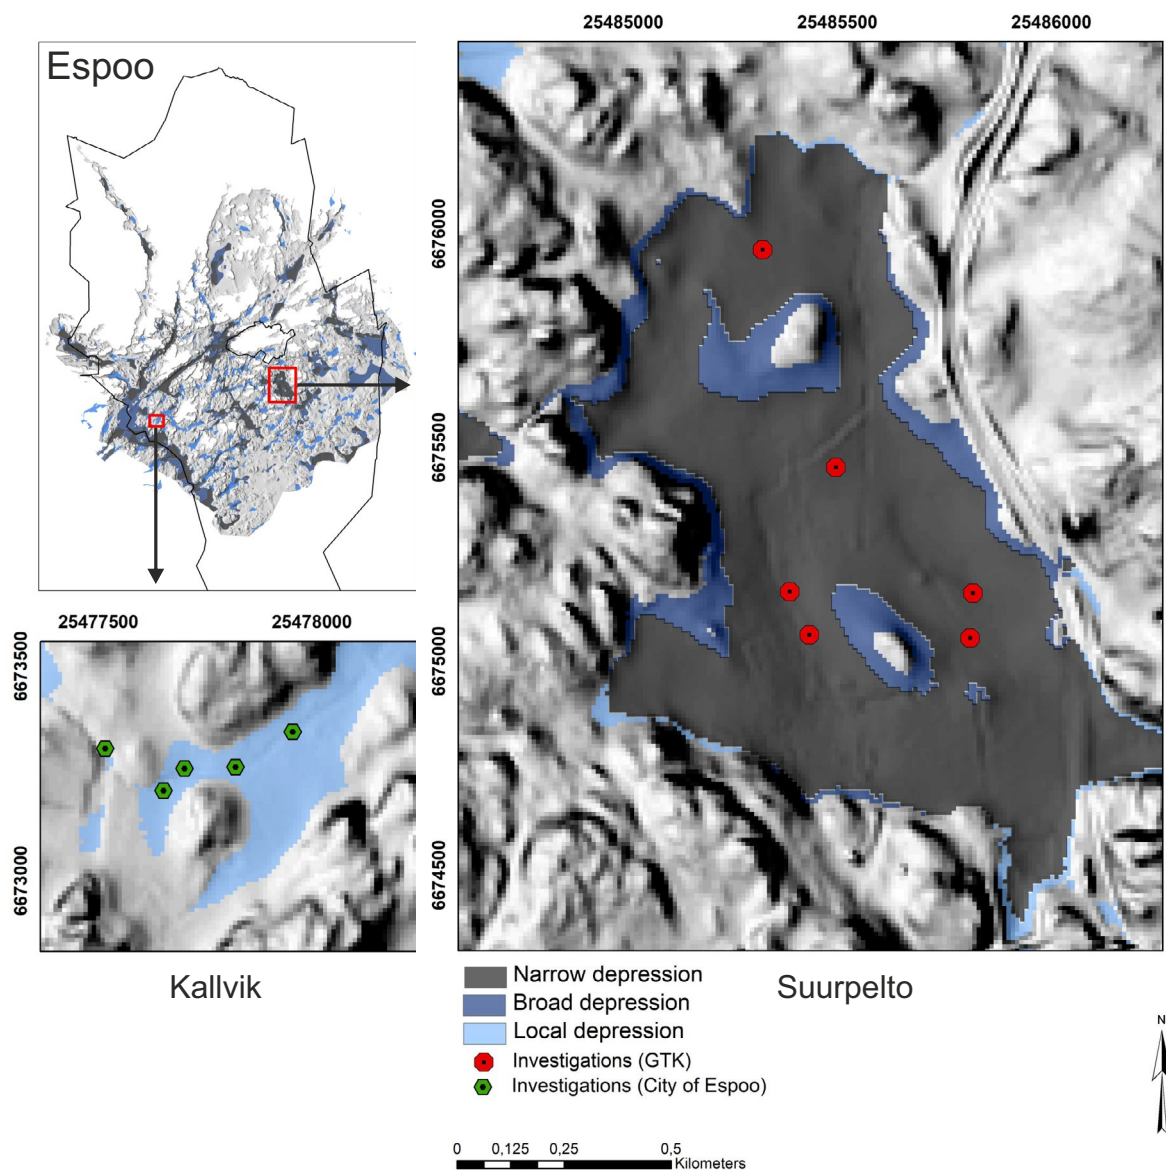 25485000 25485500 25486000
Espoo
6676000
6675500
6675000
6674500
25477500 25478000
6673500
6673000
Kallvik
Suurpelto
Narrow depression
Broad depression
Local depression
Investigations (GTK)
Investigations (City of Espoo)
N
0 0,125 0,25 0,5
Kilometers